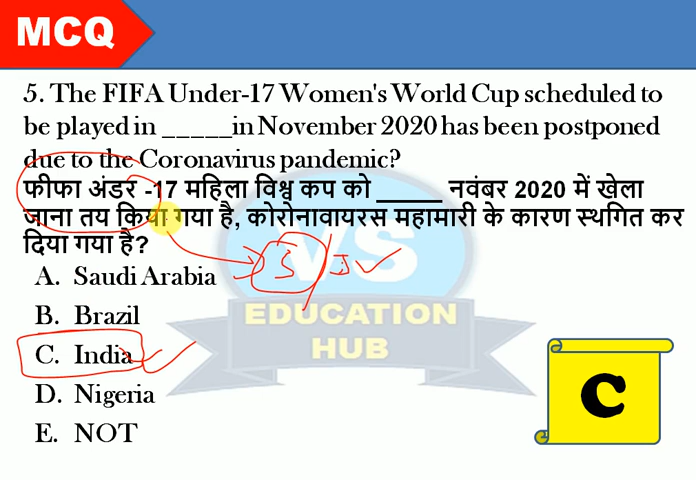 MCQ
5. The FIFA Under-17 Women's World Cup scheduled to
be played in _____in November 2020 has been postponed
due to the Coronavirus pandemic?
फीफा अंडर -17 महिला विश्व कप को _____ नवंबर 2020 में खेला
जाना तय किया गया है, कोरोनावायरस महामारी के कारण स्थगित कर
दिया गया है?
A. Saudi Arabia
B. Brazil
C. India
D. Nigeria
E. NOT
VS
EDUCATION
HUB
C